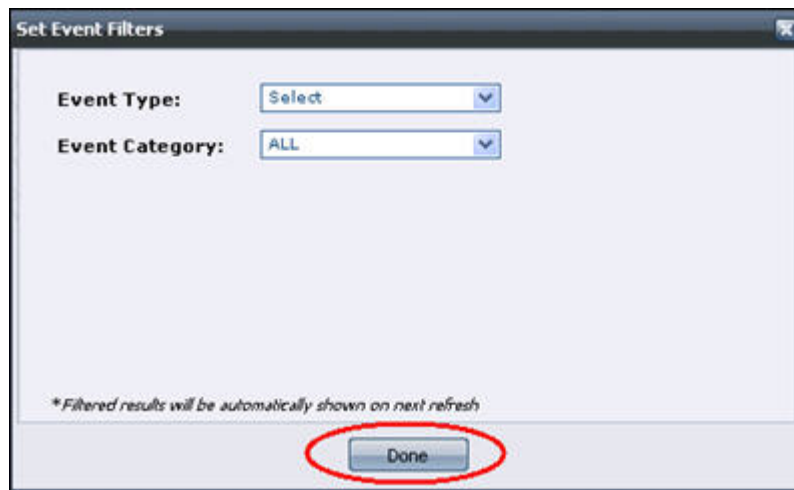 Set Event Filters
Event Type: Select
Event Category: ALL
*Filtered results will be automatically shown on next refresh
Done